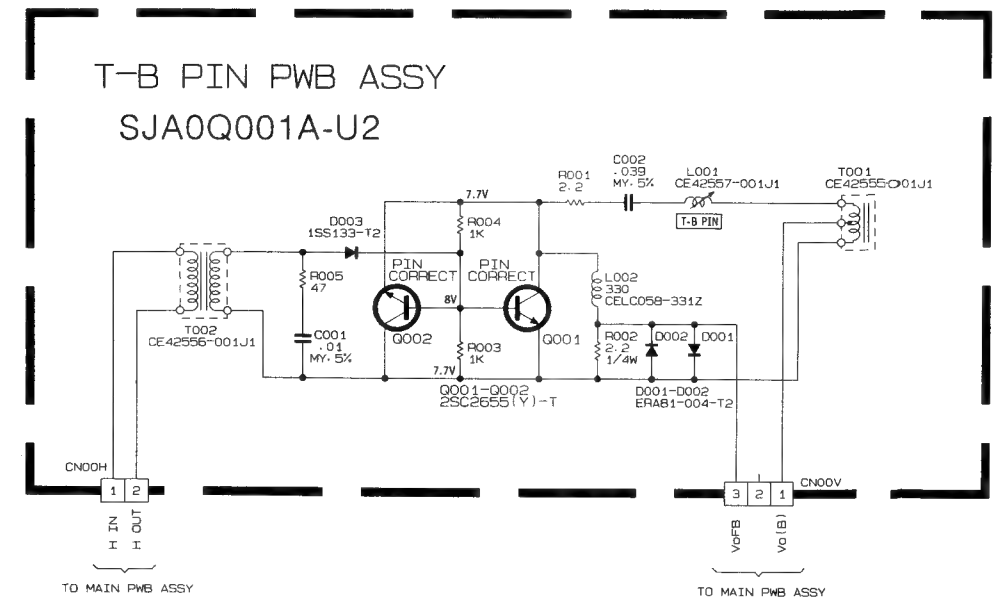 T-B PIN PWB ASSY
SJA0Q001A-U2
C002
.039
MY. 5%
R001
2.2
L001
CE42557-001J1
T-B PIN
T001
CE42555-001J1
7.7V
D003
1SS133-T2
R004
1K
PIN
CORRECT
PIN
CORRECT
R005
47
8V
L002
330
CELC058-331Z
C001
.01
MY. 5%
Q002
Q001
T002
CE42556-001J1
R003
1K
R002
2.2
1/4W
D002
D001
7.7V
Q001-Q002
2SC2655(Y)-T
D001-D002
ERA81-004-T2
CN00H
1 2
H IN
H OUT
TO MAIN PWB ASSY
CN00V
3 2 1
VoFB
Vo(B)
TO MAIN PWB ASSY